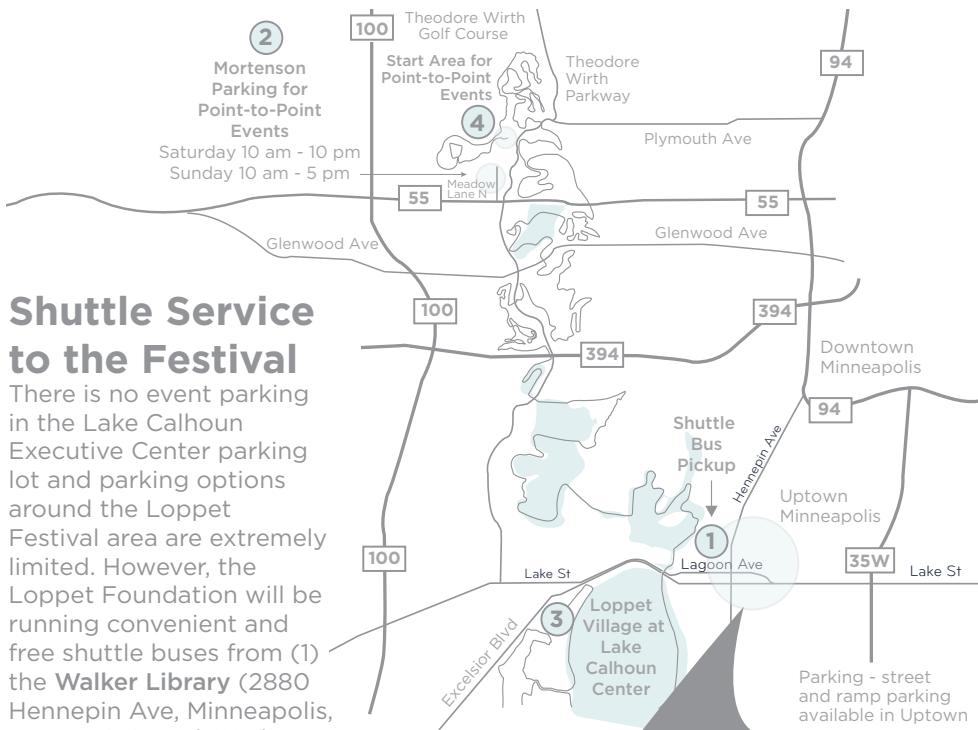 100
Theodore Wirth
Golf Course
2
Mortenson
Parking for
Point-to-Point
Events
Saturday 10 am - 10 pm
Sunday 10 am - 5 pm
Start Area for
Point-to-Point
Events
4
Theodore
Wirth
Parkway
94
Plymouth Ave
Meadow
Lane N
55
55
Glenwood Ave
Glenwood Ave
100
394
394
Downtown
Minneapolis
94
Shuttle Service
to the Festival
There is no event parking
in the Lake Calhoun
Executive Center parking
lot and parking options
around the Loppet
Festival area are extremely
limited. However, the
Loppet Foundation will be
running convenient and
free shuttle buses from (1)
the Walker Library (2880
Hennepin Ave, Minneapolis,
Shuttle
Bus
Pickup
Hennepin Ave
Uptown
Minneapolis
1
100
35W
Lake St
Lagoon Ave
Lake St
3
Excelsior Blvd
Loppet
Village at
Lake
Calhoun
Center
Parking - street
and ramp parking
available in Uptown